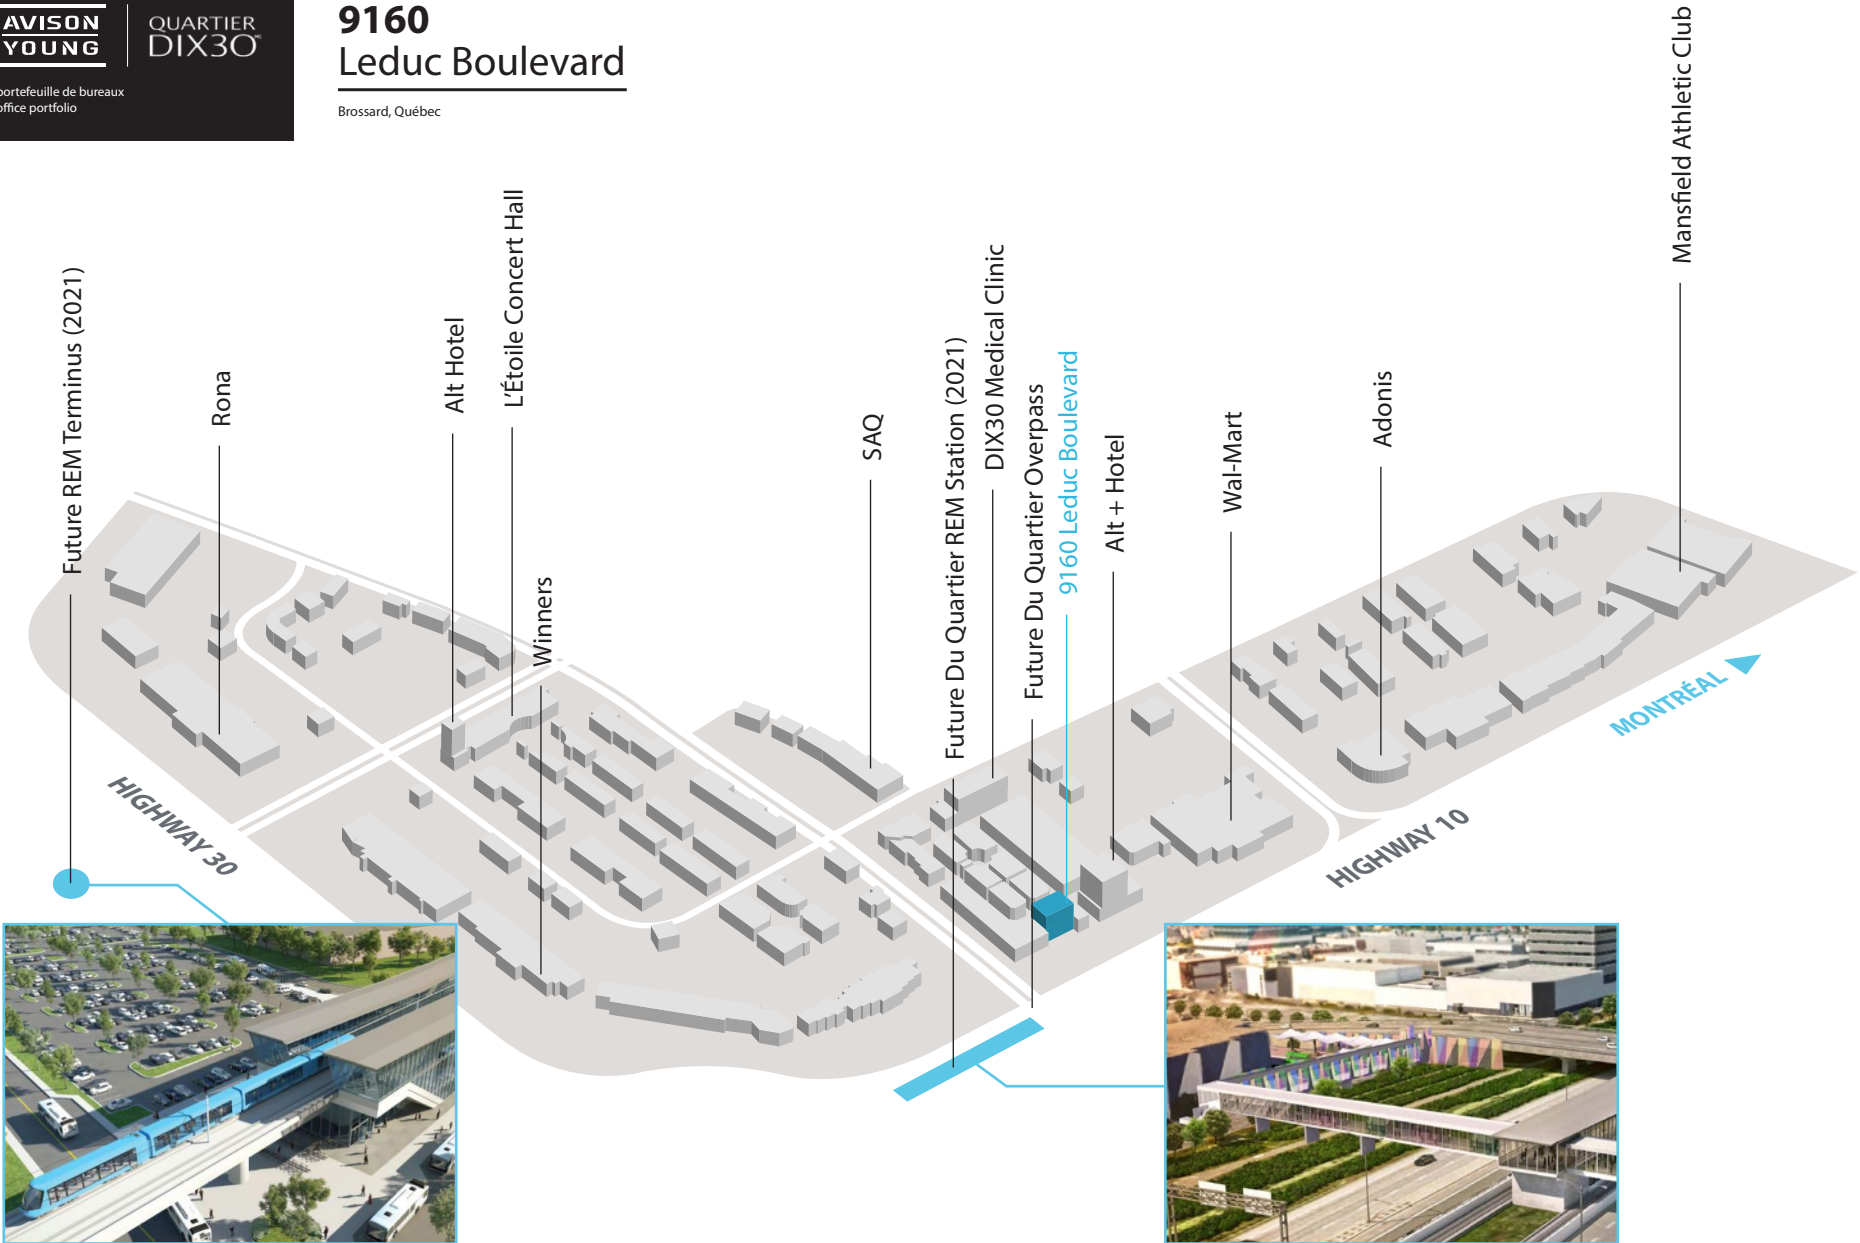 AVISON
YOUNG
QUARTIER
DIX30
portefeuille de bureaux
office portfolio
9160
Leduc Boulevard
Brossard, Québec
Future REM Terminus (2021)
Rona
Alt Hotel
L'Étoile Concert Hall
Winners
SAQ
Future Du Quartier REM Station (2021)
DIX30 Medical Clinic
Future Du Quartier Overpass
9160 Leduc Boulevard
Alt + Hotel
Wal-Mart
Adonis
Mansfield Athletic Club
MONTRÉAL
HIGHWAY 10
HIGHWAY 30